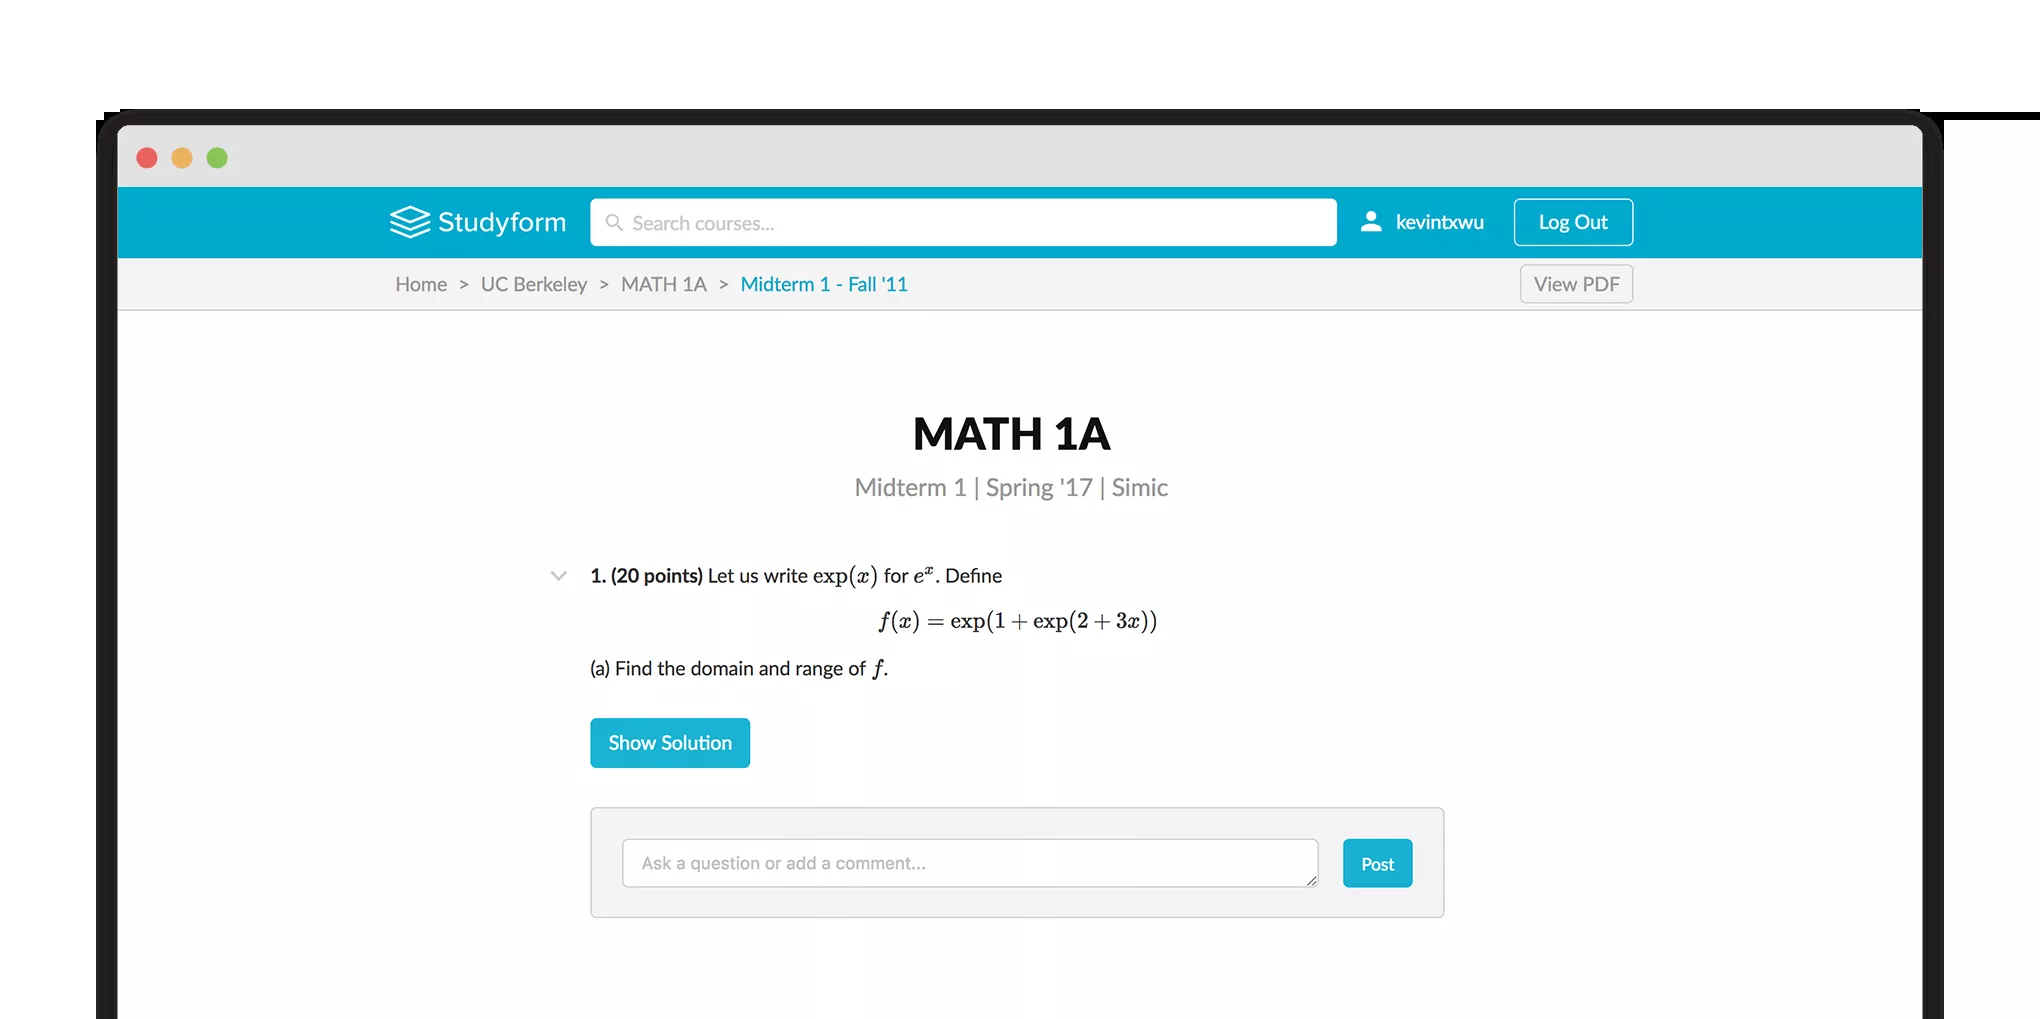 Studyform
Search courses...
kevintxwu
Log Out
Home > UC Berkeley > MATH 1A > Midterm 1 - Fall '11
View PDF
MATH 1A
Midterm 1 | Spring '17 | Simic
1. (20 points) Let us write exp(x) for eˣ. Define
f(x) = exp(1 + exp(2 + 3x))
(a) Find the domain and range of f.
Show Solution
Ask a question or add a comment...
Post